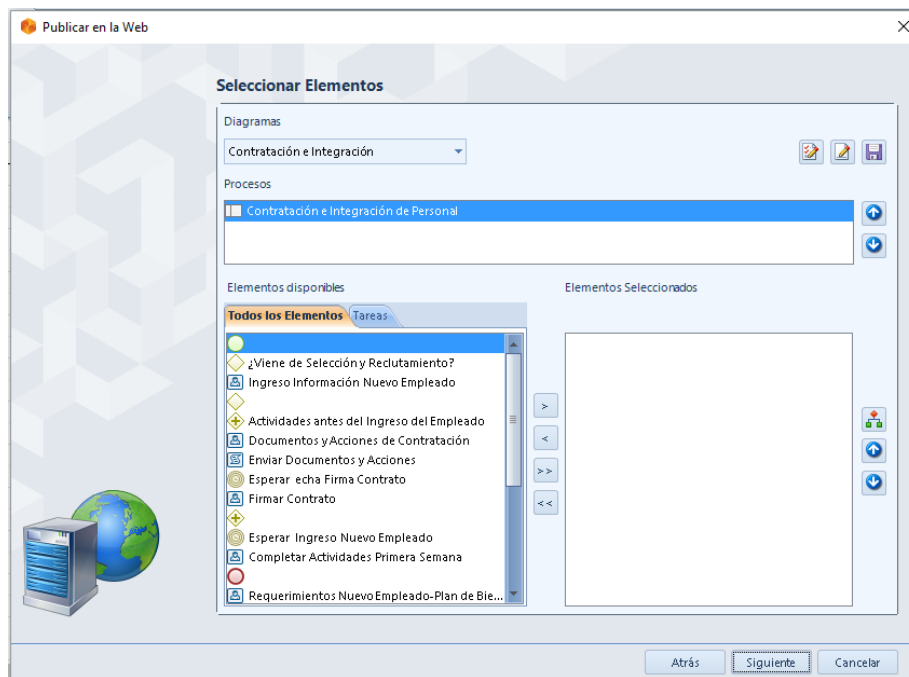 Publicar en la Web
Seleccionar Elementos
Diagramas
Contratación e Integración
Procesos
Contratación e Integración de Personal
Elementos disponibles
Elementos Seleccionados
Todos los Elementos
Tareas
¿Viene de Selección y Reclutamiento?
Ingreso Información Nuevo Empleado
Actividades antes del Ingreso del Empleado
Documentos y Acciones de Contratación
Enviar Documentos y Acciones
Esperar echa Firma Contrato
Firmar Contrato
Esperar Ingreso Nuevo Empleado
Completar Actividades Primera Semana
Requerimientos Nuevo Empleado-Plan de Bie...
>
<
>>
<<
Atrás
Siguiente
Cancelar